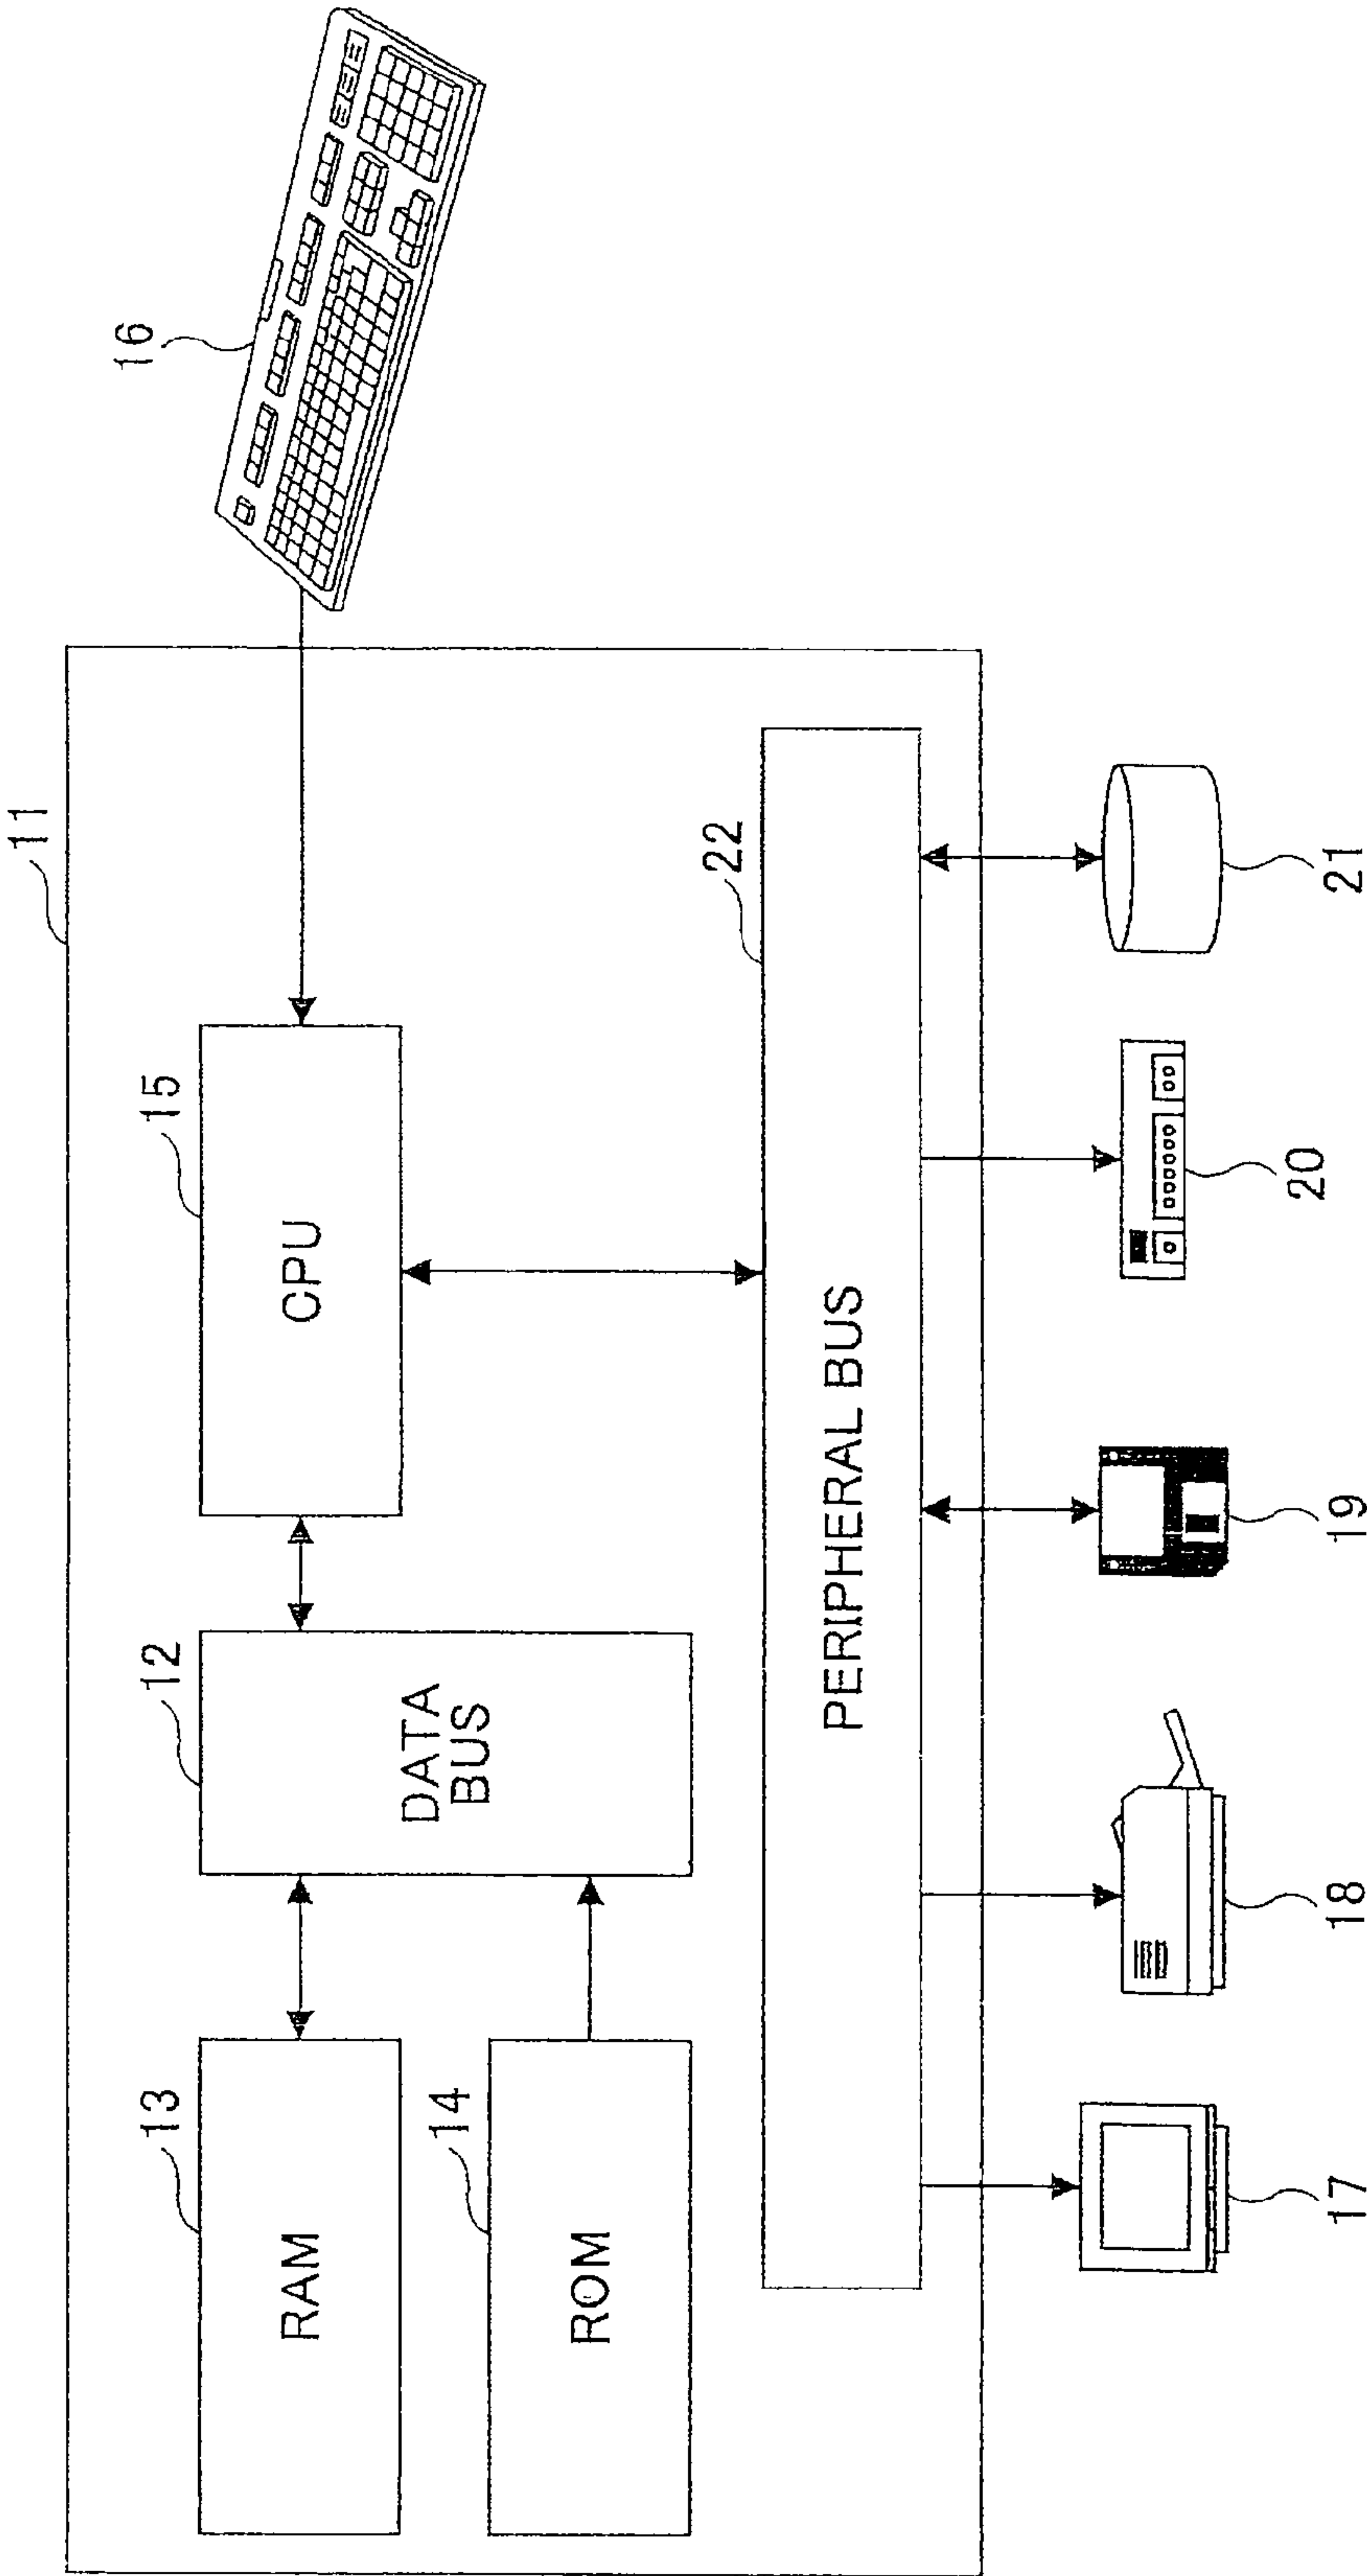 11
13
RAM
12
DATA
BUS
15
CPU
16
14
ROM
22
PERIPHERAL BUS
17
18
19
20
21